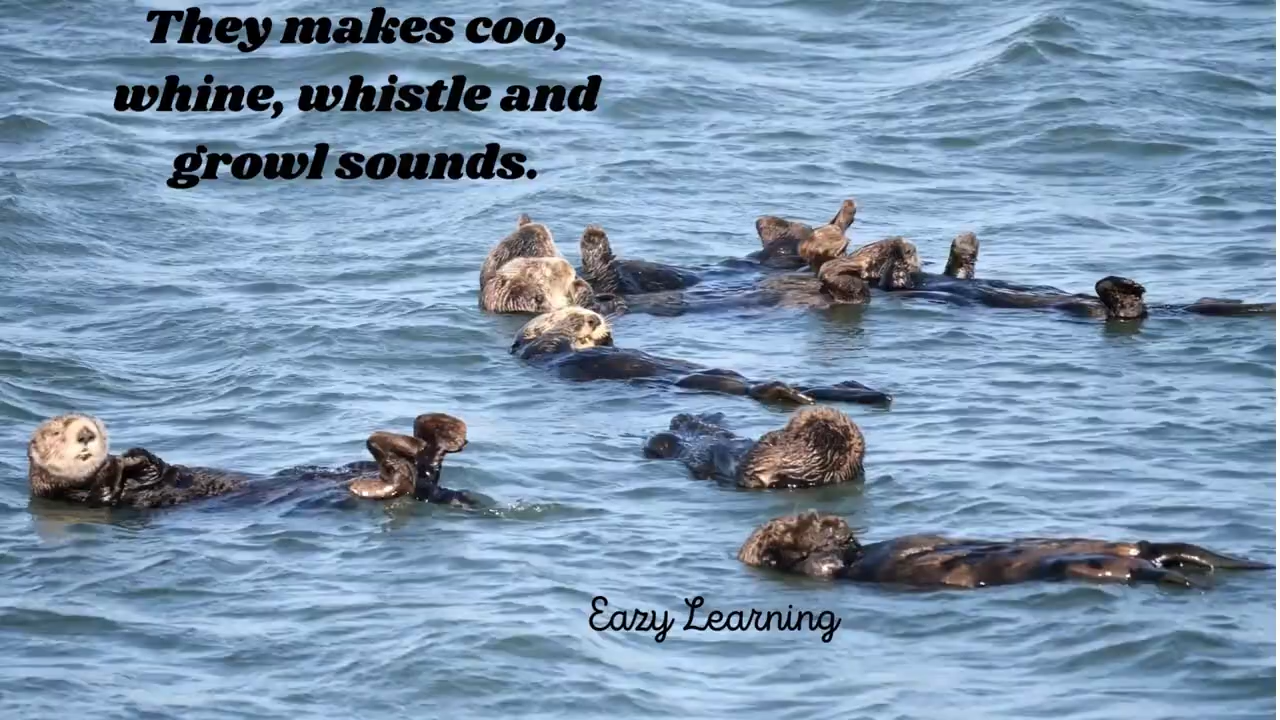 They makes coo,
whine, whistle and
growl sounds.
Eazy Learning